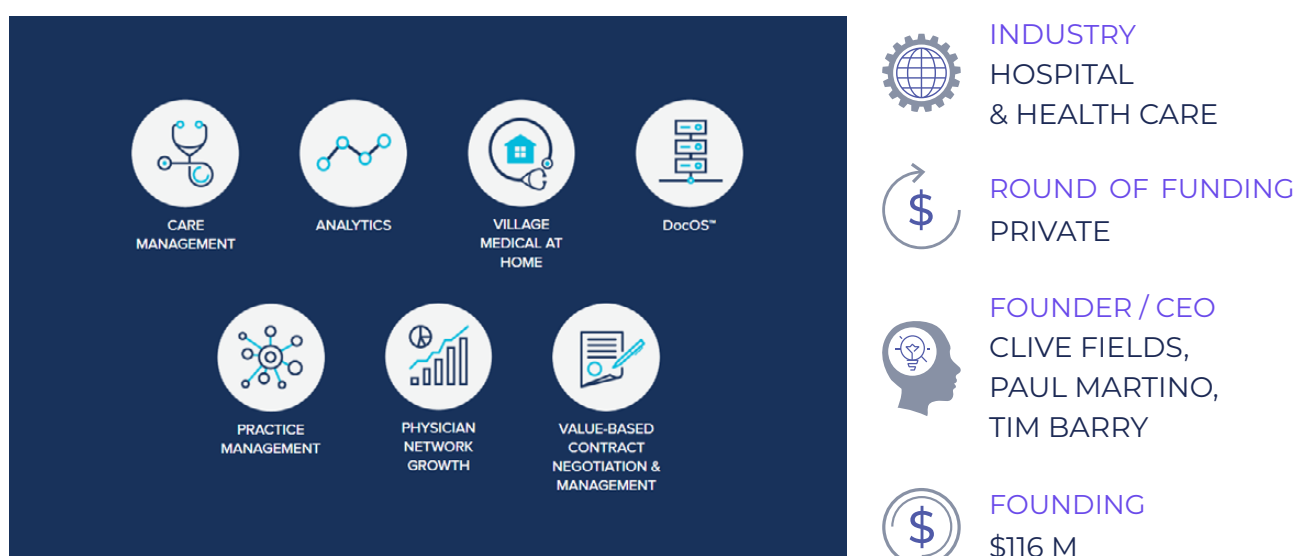 CARE
MANAGEMENT
ANALYTICS
VILLAGE
MEDICAL AT
HOME
DocOS™
PRACTICE
MANAGEMENT
PHYSICIAN
NETWORK
GROWTH
VALUE-BASED
CONTRACT
NEGOTIATION &
MANAGEMENT
INDUSTRY
HOSPITAL
& HEALTH CARE
$
ROUND OF FUNDING
PRIVATE
FOUNDER / CEO
CLIVE FIELDS,
PAUL MARTINO,
TIM BARRY
$
FOUNDING
$116 M